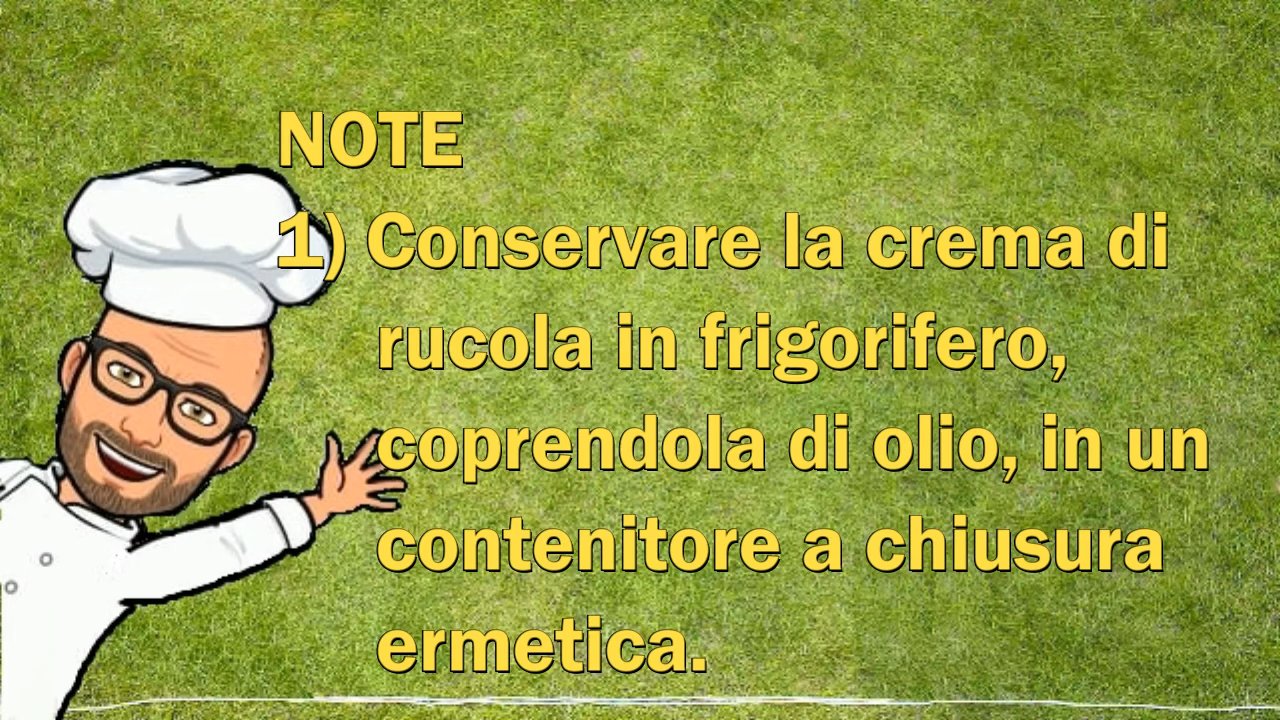 NOTE
1) Conservare la crema di
rucola in frigorifero,
coprendola di olio, in un
contenitore a chiusura
ermetica.